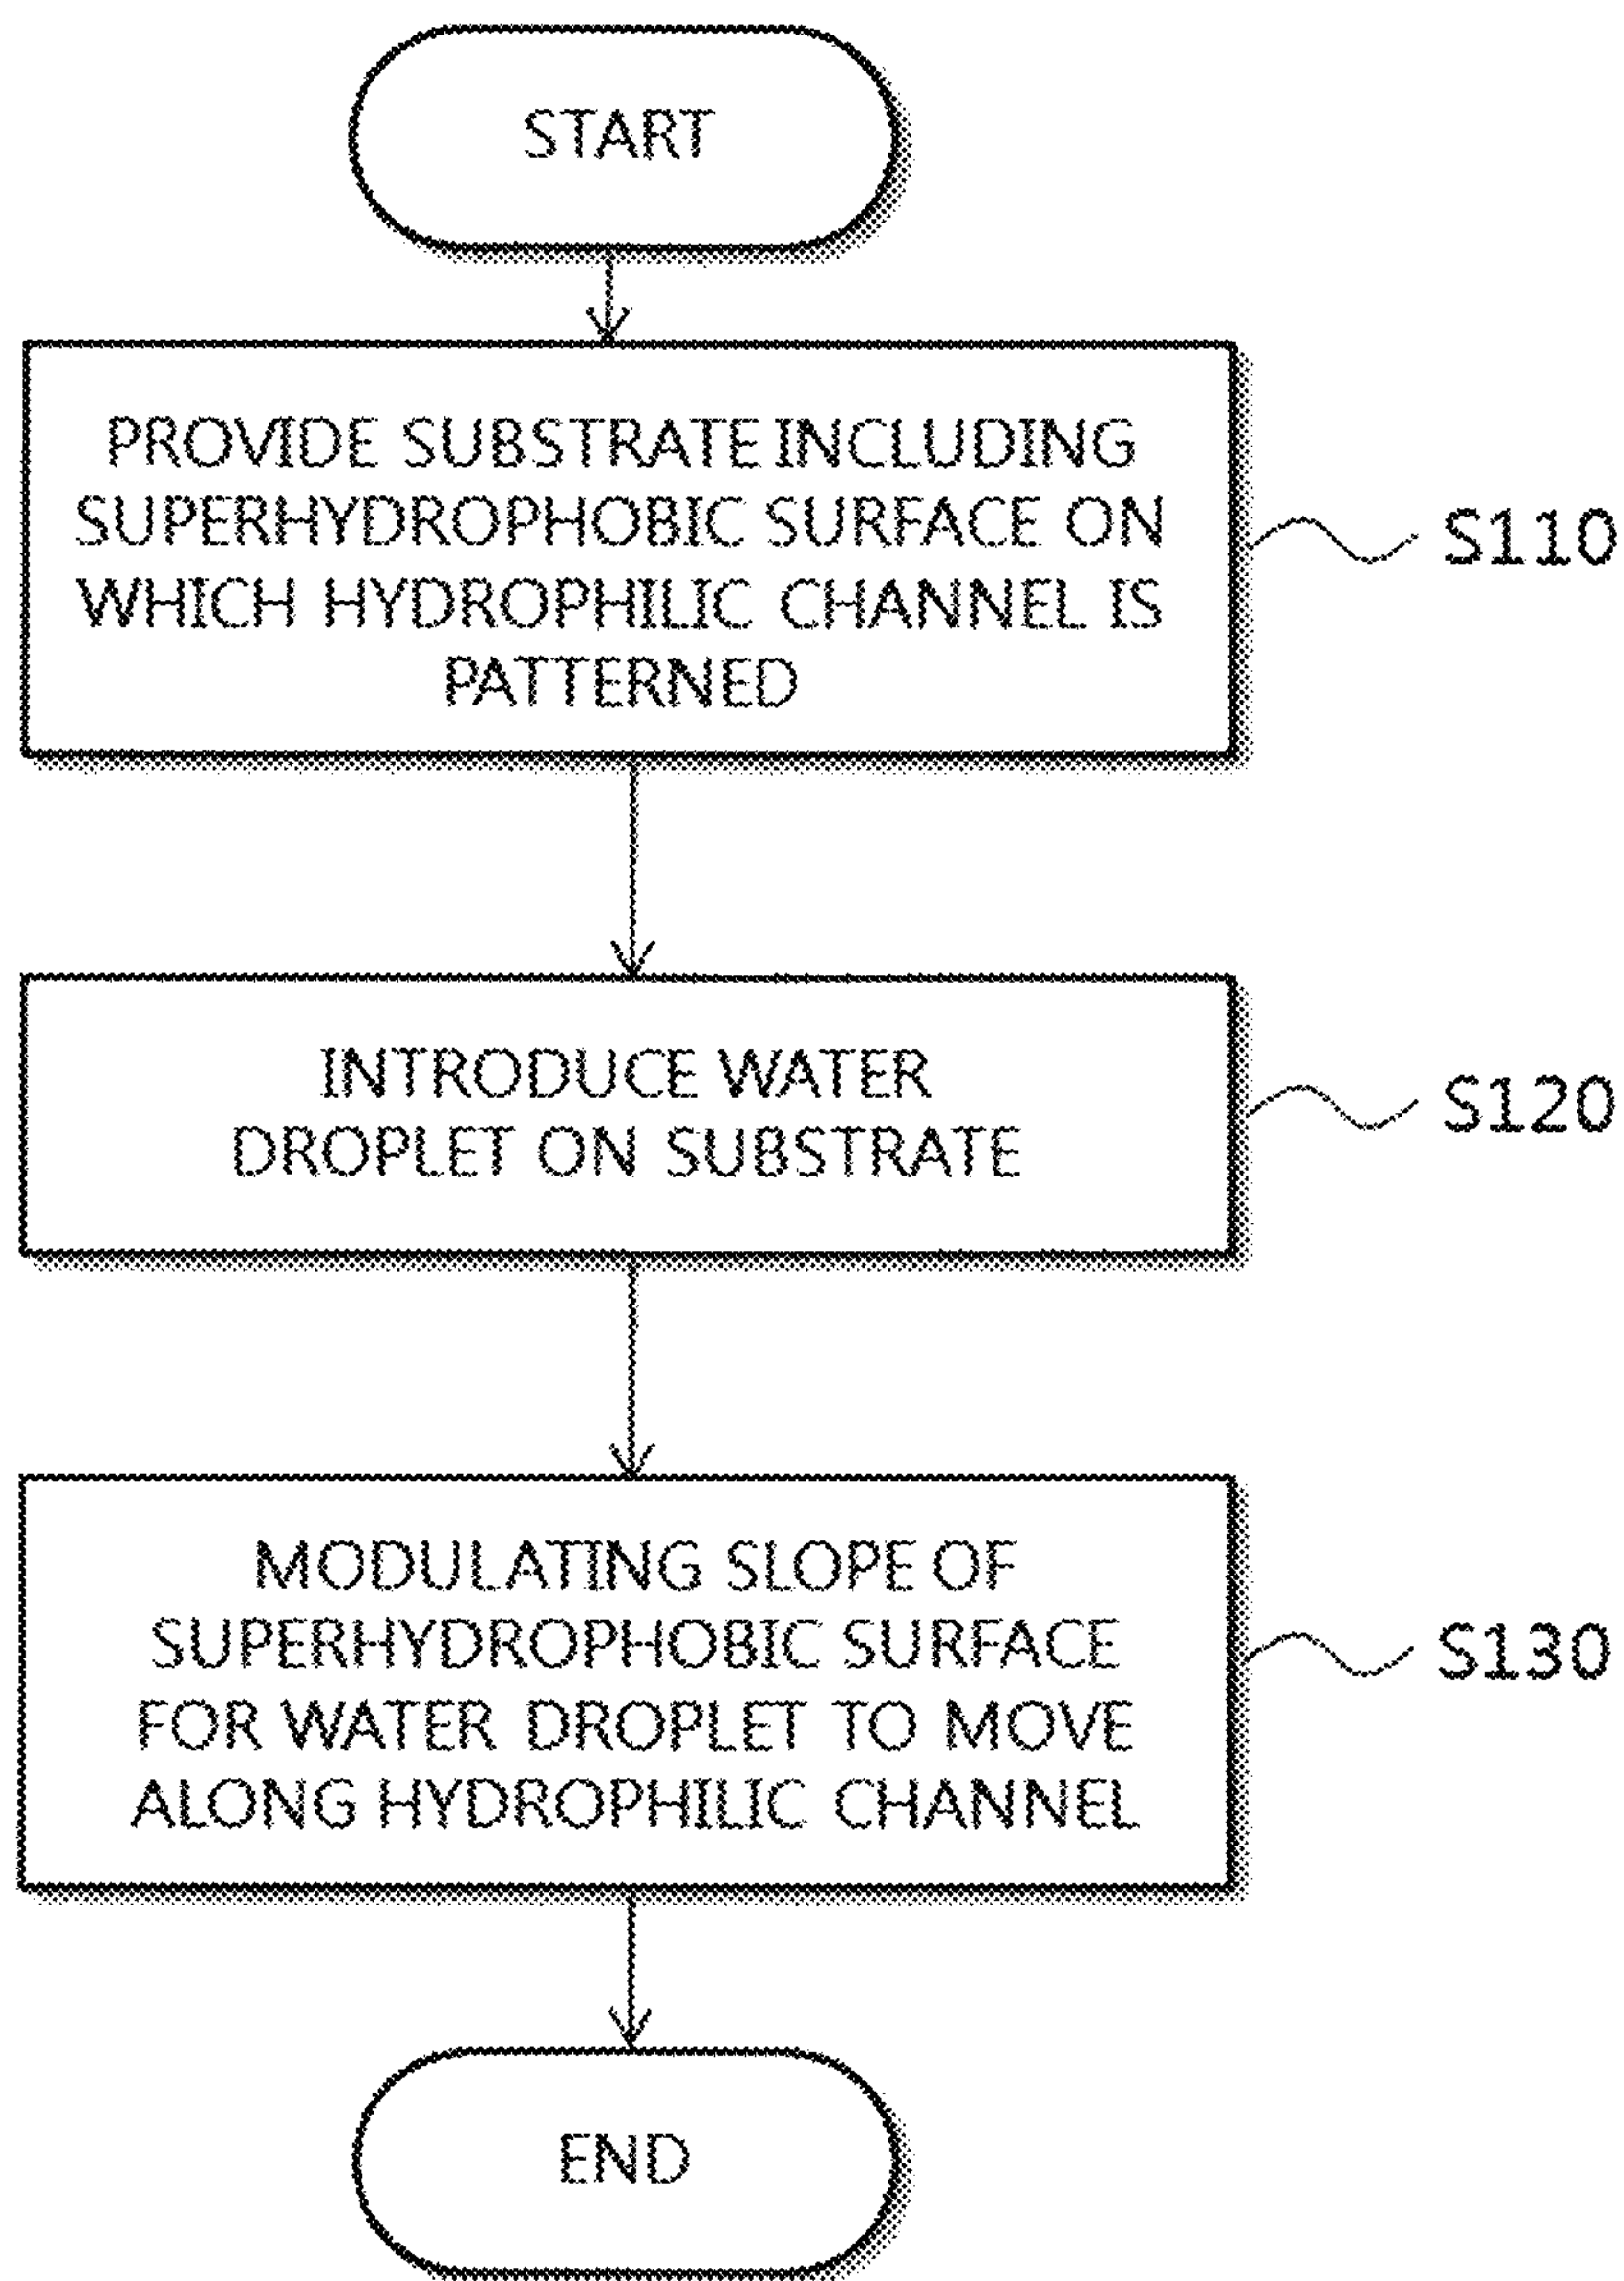 START
PROVIDE SUBSTRATE INCLUDING
SUPERHYDROPHOBIC SURFACE ON
WHICH HYDROPHILIC CHANNEL IS
PATTERNED
S110
INTRODUCE WATER
DROPLET ON SUBSTRATE
S120
MODULATING SLOPE OF
SUPERHYDROPHOBIC SURFACE
FOR WATER DROPLET TO MOVE
ALONG HYDROPHILIC CHANNEL
S130
END